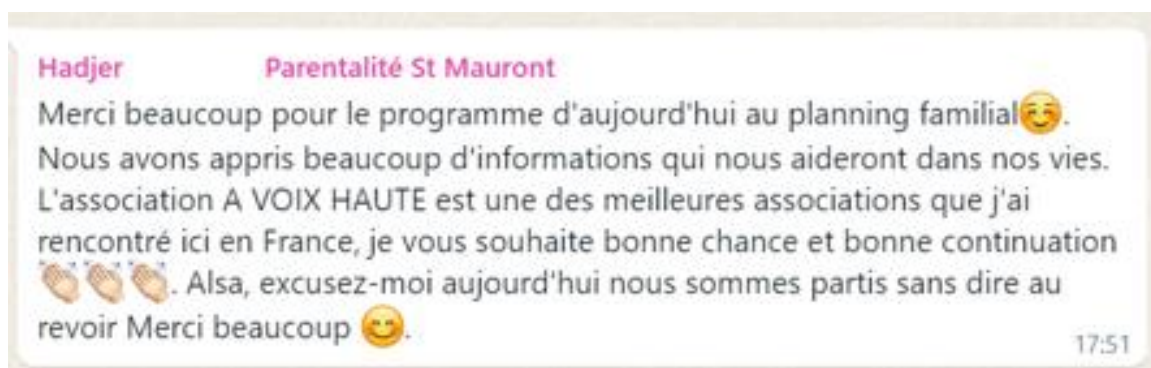 Hadjer Parentalité St Mauront
Merci beaucoup pour le programme d'aujourd'hui au planning familial☺️.
Nous avons appris beaucoup d'informations qui nous aideront dans nos vies.
L'association A VOIX HAUTE est une des meilleures associations que j'ai
rencontré ici en France, je vous souhaite bonne chance et bonne continuation
👏🏻👏🏻👏🏻. Alsa, excusez-moi aujourd'hui nous sommes partis sans dire au
revoir Merci beaucoup 😊.
17:51